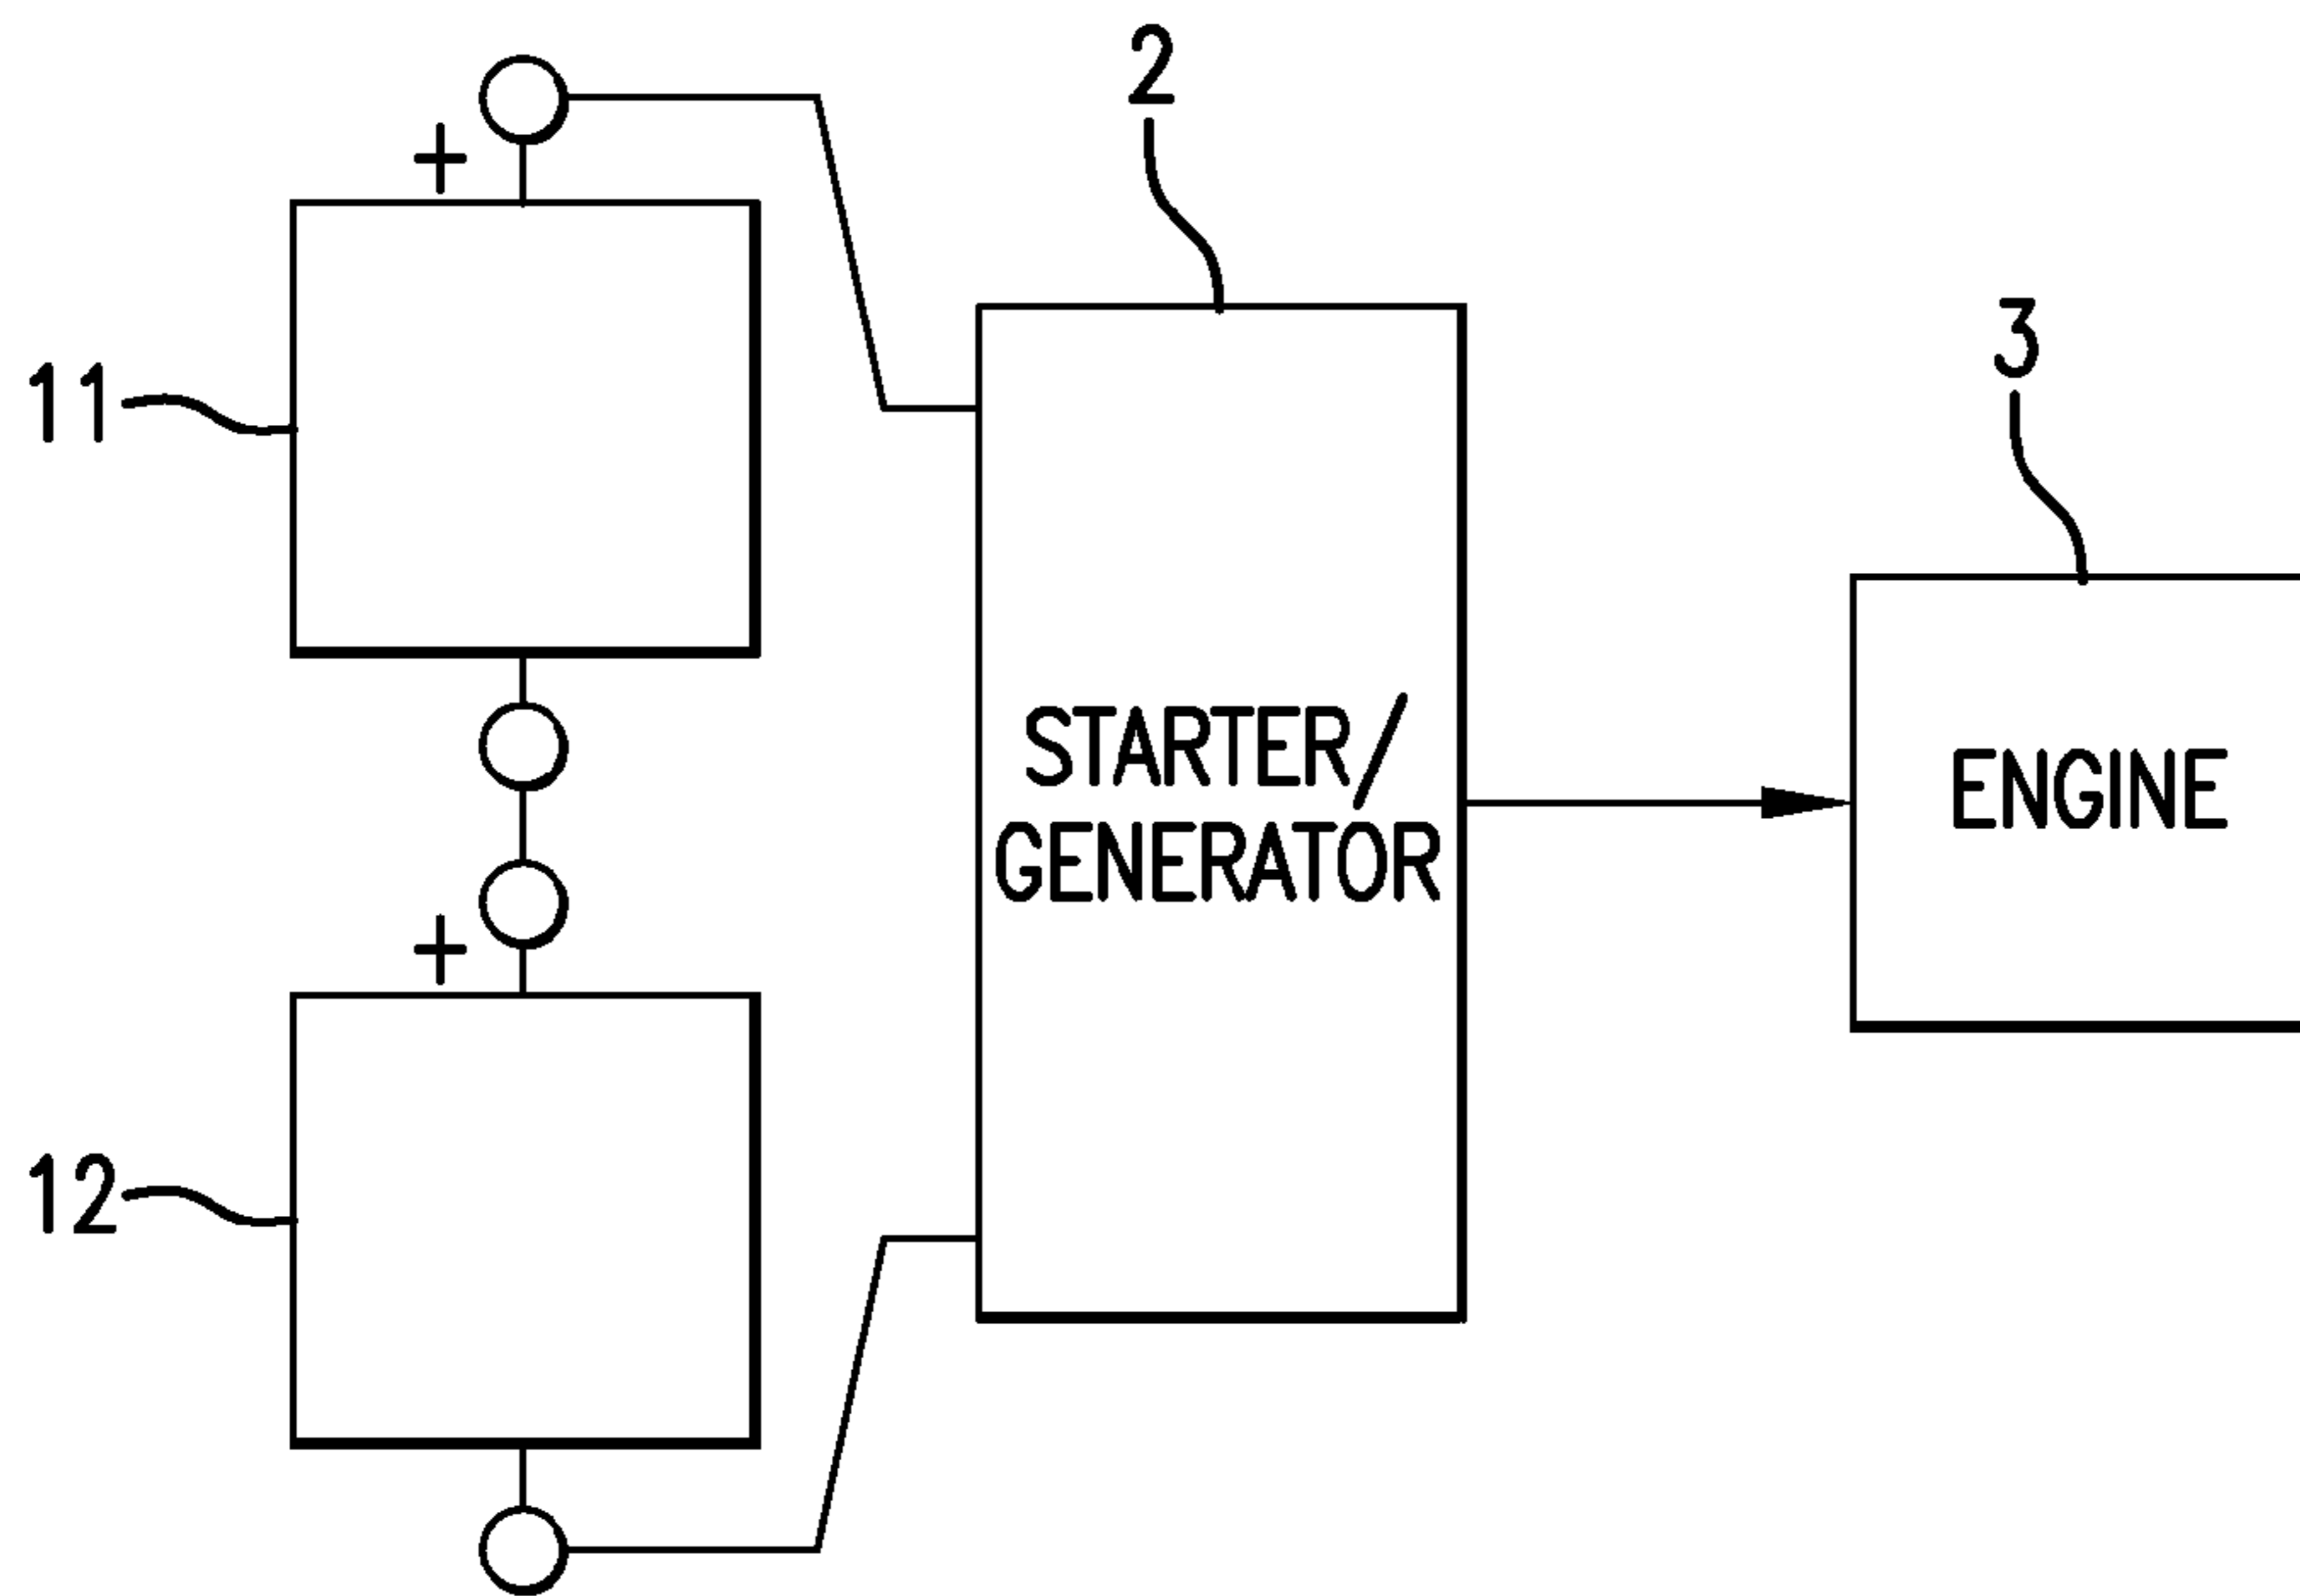 2
+
3
11
STARTER/
GENERATOR
ENGINE
+
12